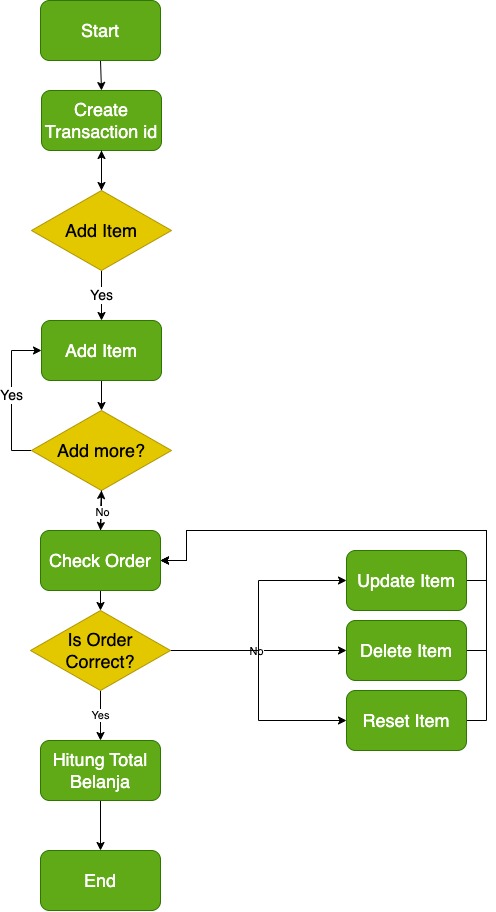 Start
Create
Transaction id
Add Item
Yes
Add Item
Yes
Add more?
No
Check Order
Update Item
Is Order
Correct?
No
Delete Item
Yes
Reset Item
Hitung Total
Belanja
End